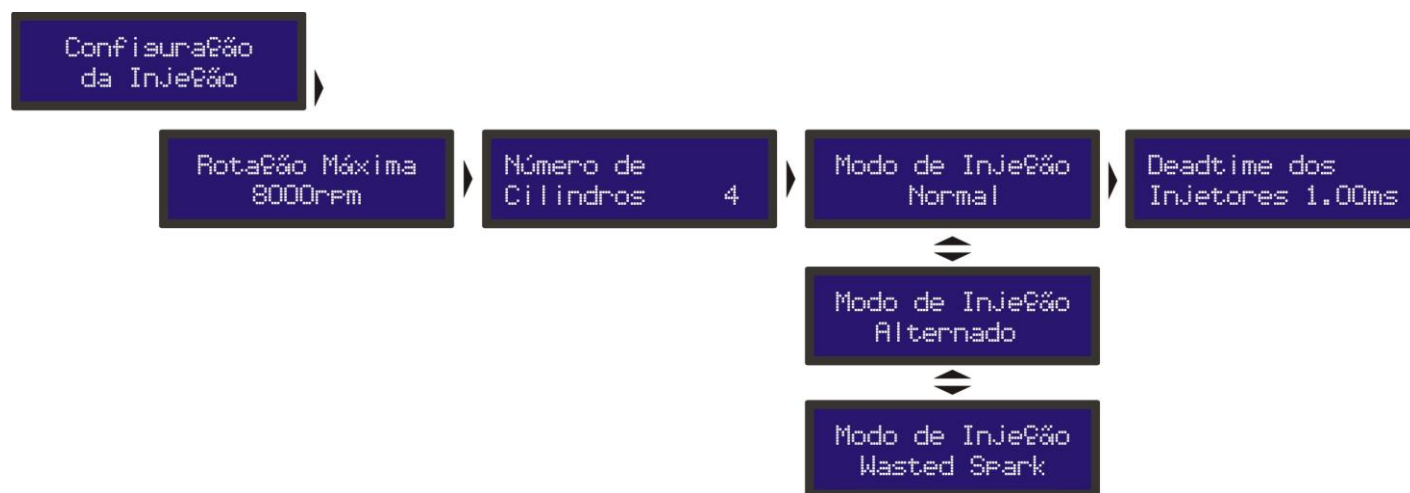 Configuração
da Injeção
Rotação Máxima
8000rpm
Número de
Cilindros 4
Modo de Injeção
Normal
Deadtime dos
Injetores 1.00ms
Modo de Injeção
Alternado
Modo de Injeção
Wasted Spark